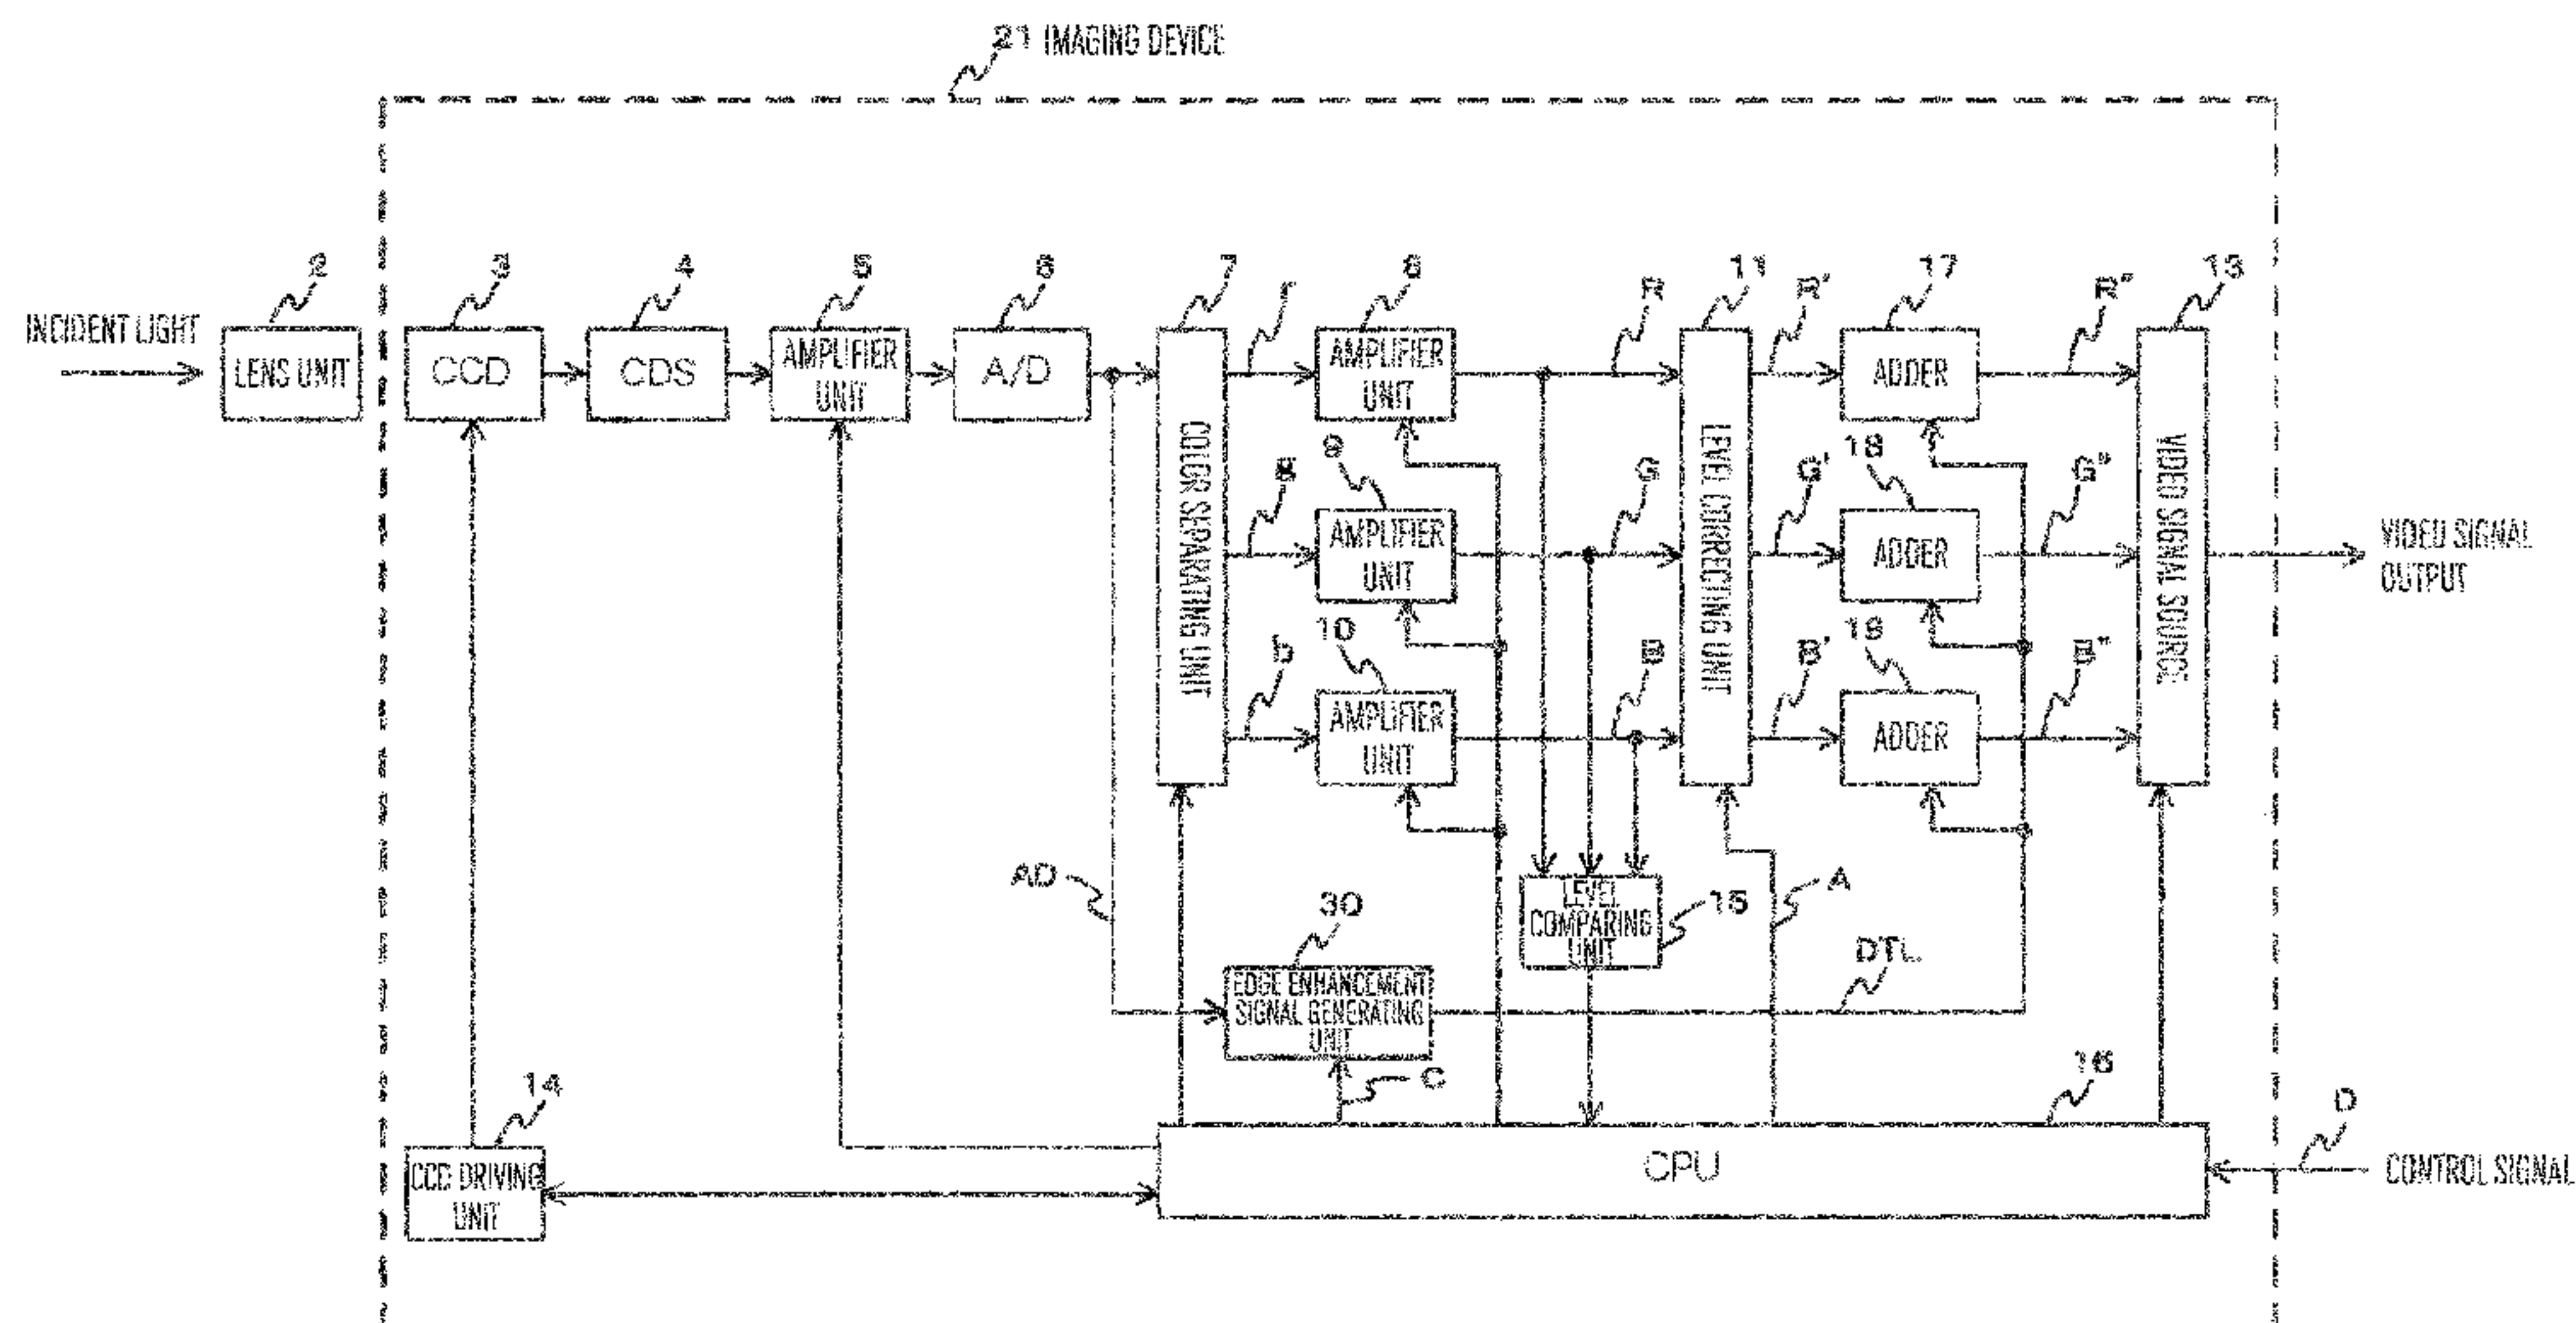 21 IMAGING DEVICE
INCIDENT LIGHT
2
LENS UNIT
3
CCD
4
CDS
5
AMPLIFIER
UNIT
6
A/D
7
COLOR SEPARATING UNIT
r
g
b
8
AMPLIFIER
UNIT
9
AMPLIFIER
UNIT
10
AMPLIFIER
UNIT
R
G
B
11
LEVEL CORRECTING UNIT
R'
G'
B'
17
ADDER
18
ADDER
19
ADDER
R"
G"
B"
13
VIDEO SIGNAL SOURCE
VIDEO SIGNAL
OUTPUT
AD
30
EDGE ENHANCEMENT
SIGNAL GENERATING
UNIT
C
LEVEL
COMPARING
UNIT
15
A
DTL
14
CCD DRIVING
UNIT
16
CPU
D
CONTROL SIGNAL